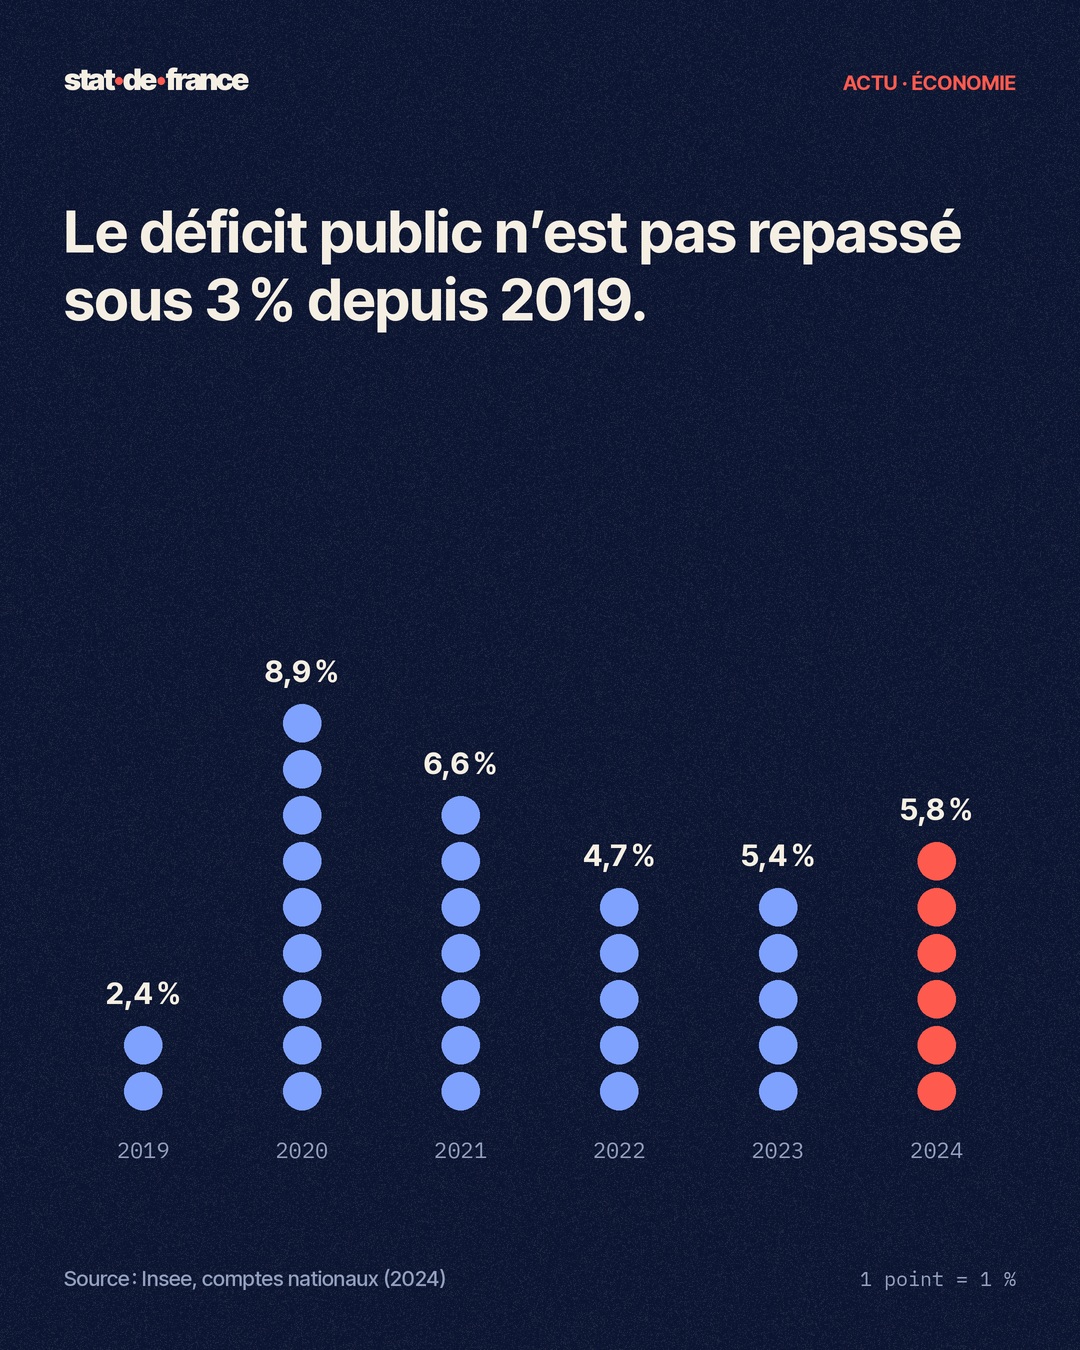 stat•de•france
ACTU · ÉCONOMIE
Le déficit public n’est pas repassé
sous 3 % depuis 2019.
8,9 %
6,6 %
5,8 %
4,7 %
5,4 %
2,4 %
2019
2020
2021
2022
2023
2024
Source : Insee, comptes nationaux (2024)
1 point = 1 %